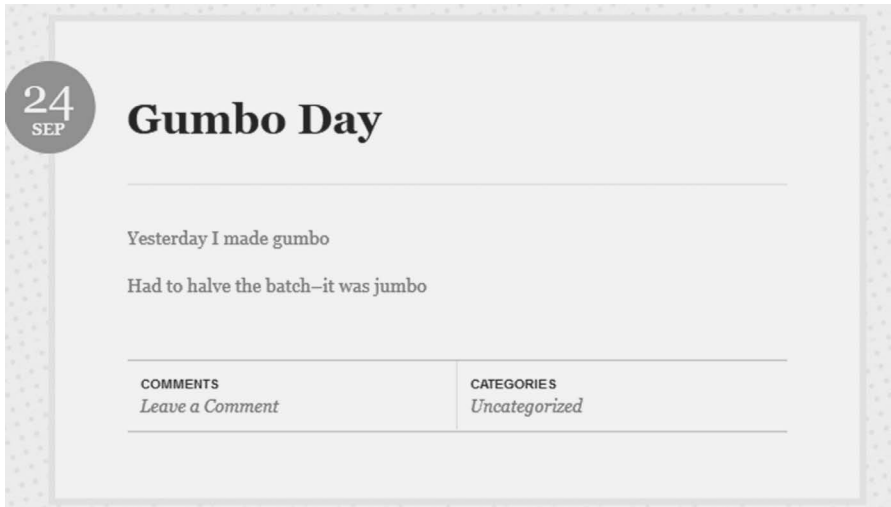 24
SEP
Gumbo Day
Yesterday I made gumbo
Had to halve the batch–it was jumbo
COMMENTS
Leave a Comment
CATEGORIES
Uncategorized